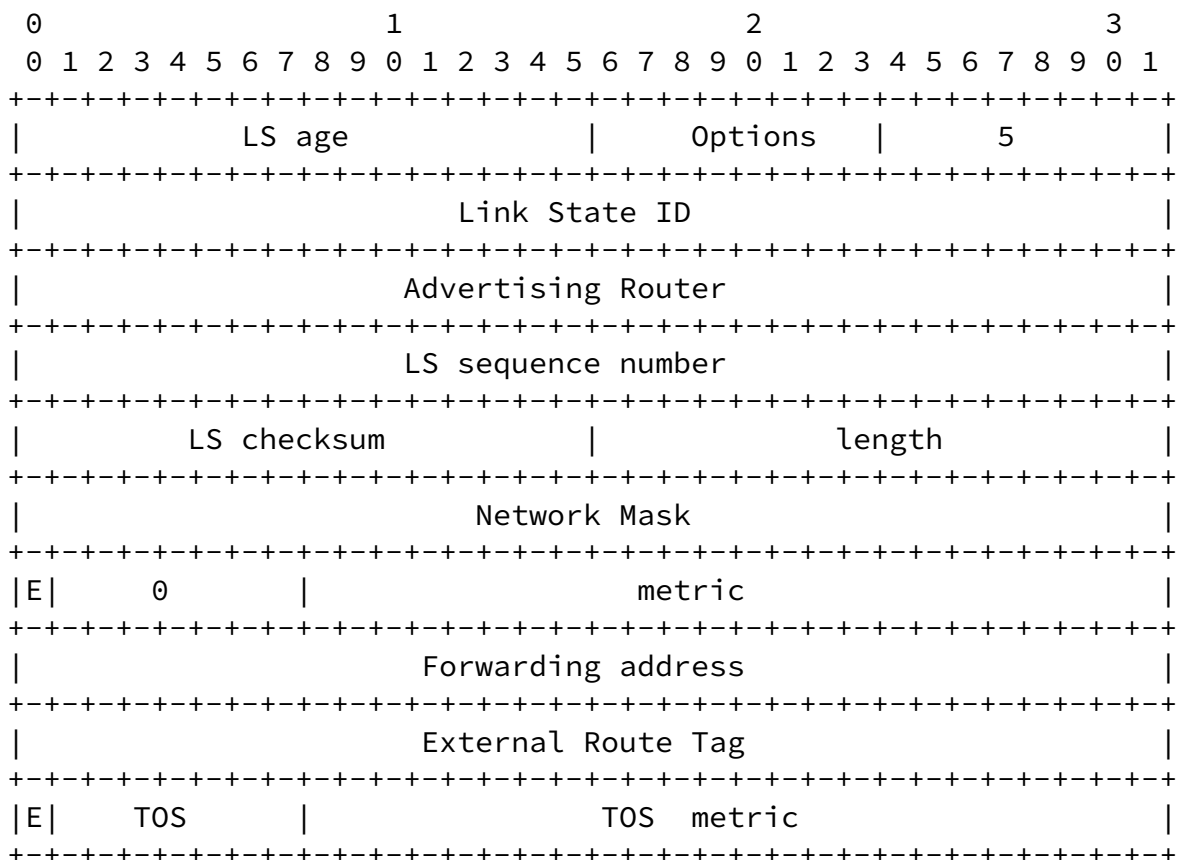 0                   1                   2                   3
 0 1 2 3 4 5 6 7 8 9 0 1 2 3 4 5 6 7 8 9 0 1 2 3 4 5 6 7 8 9 0 1
+-+-+-+-+-+-+-+-+-+-+-+-+-+-+-+-+-+-+-+-+-+-+-+-+-+-+-+-+-+-+-+-+
|            LS age             |     Options   |      5        |
+-+-+-+-+-+-+-+-+-+-+-+-+-+-+-+-+-+-+-+-+-+-+-+-+-+-+-+-+-+-+-+-+
|                        Link State ID                          |
+-+-+-+-+-+-+-+-+-+-+-+-+-+-+-+-+-+-+-+-+-+-+-+-+-+-+-+-+-+-+-+-+
|                     Advertising Router                        |
+-+-+-+-+-+-+-+-+-+-+-+-+-+-+-+-+-+-+-+-+-+-+-+-+-+-+-+-+-+-+-+-+
|                     LS sequence number                        |
+-+-+-+-+-+-+-+-+-+-+-+-+-+-+-+-+-+-+-+-+-+-+-+-+-+-+-+-+-+-+-+-+
|         LS checksum           |             length            |
+-+-+-+-+-+-+-+-+-+-+-+-+-+-+-+-+-+-+-+-+-+-+-+-+-+-+-+-+-+-+-+-+
|                         Network Mask                          |
+-+-+-+-+-+-+-+-+-+-+-+-+-+-+-+-+-+-+-+-+-+-+-+-+-+-+-+-+-+-+-+-+
|E|     0       |                  metric                       |
+-+-+-+-+-+-+-+-+-+-+-+-+-+-+-+-+-+-+-+-+-+-+-+-+-+-+-+-+-+-+-+-+
|                      Forwarding address                       |
+-+-+-+-+-+-+-+-+-+-+-+-+-+-+-+-+-+-+-+-+-+-+-+-+-+-+-+-+-+-+-+-+
|                      External Route Tag                       |
+-+-+-+-+-+-+-+-+-+-+-+-+-+-+-+-+-+-+-+-+-+-+-+-+-+-+-+-+-+-+-+-+
|E|    TOS      |                TOS  metric                    |
+-+-+-+-+-+-+-+-+-+-+-+-+-+-+-+-+-+-+-+-+-+-+-+-+-+-+-+-+-+-+-+-+